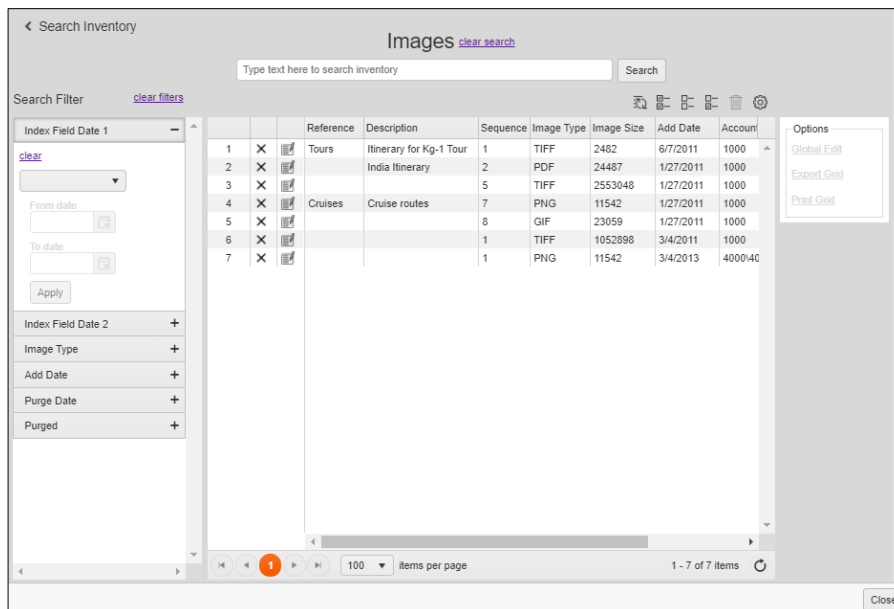 Search Inventory
Images clear search
Type text here to search inventory Search
Search Filter clear filters
Index Field Date 1
clear
From date
To date
Apply
Index Field Date 2
Image Type
Add Date
Purge Date
Purged
Reference Description Sequence Image Type Image Size Add Date Account
1 Tours Itinerary for Kg-1 Tour 1 TIFF 2482 6/7/2011 1000
2 India Itinerary 2 PDF 24487 1/27/2011 1000
3 5 TIFF 2553048 1/27/2011 1000
4 Cruises Cruise routes 7 PNG 11542 1/27/2011 1000
5 8 GIF 23059 1/27/2011 1000
6 1 TIFF 1052898 3/4/2011 1000
7 1 PNG 11542 3/4/2013 4000\40
1 100 items per page 1 - 7 of 7 items
Options
Global Edit
Export Grid
Print Grid
Close